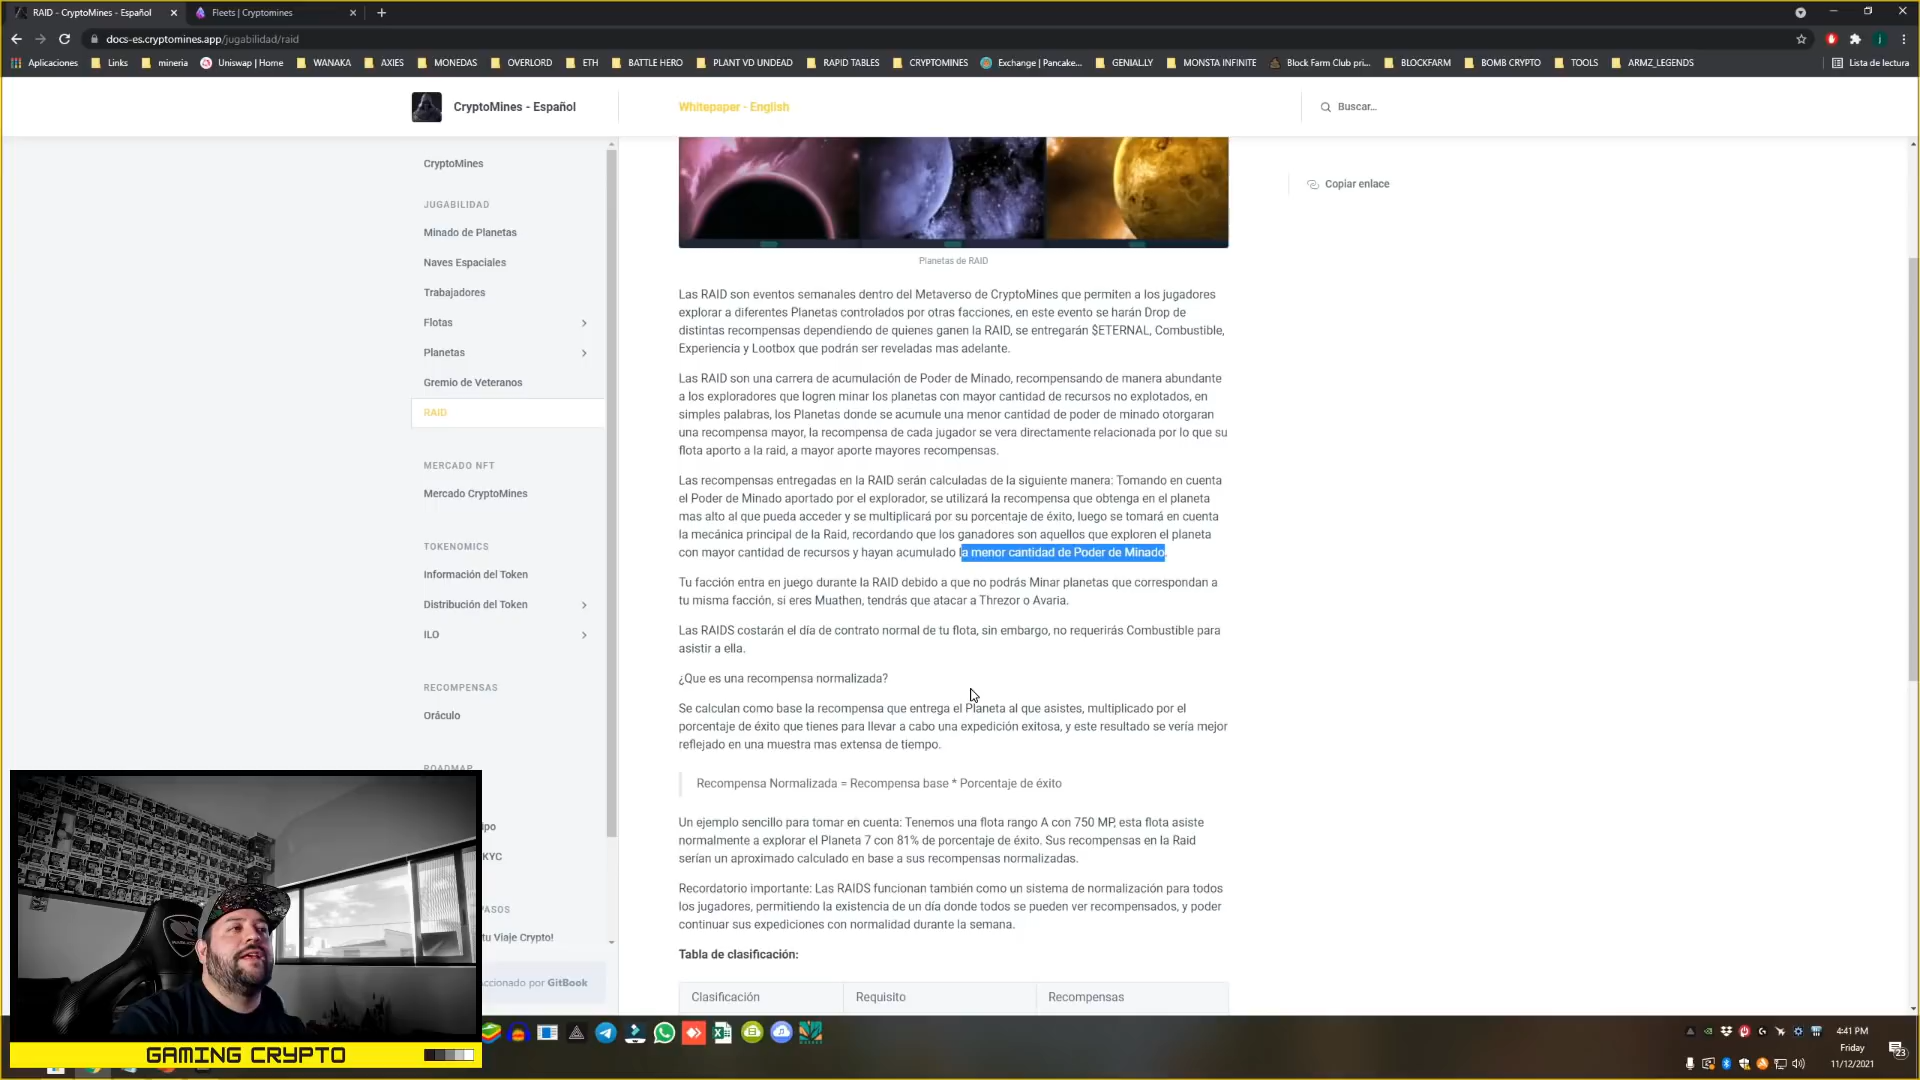 RAID - CryptoMines - Español
Fleets | Cryptomines
docs-es.cryptomines.app/jugabilidad/raid
Aplicaciones
Links
mineria
Uniswap | Home
WANAKA
AXIES
MONEDAS
OVERLORD
ETH
BATTLE HERO
PLANT VD UNDEAD
RAPID TABLES
CRYPTOMINES
Exchange | Pancake...
GENIALLY
MONSTA INFINITE
Block Farm Club pri...
BLOCKFARM
BOMB CRYPTO
TOOLS
ARMZ_LEGENDS
Lista de lectura
CryptoMines - Español
Whitepaper - English
Buscar...
CryptoMines
JUGABILIDAD
Minado de Planetas
Naves Espaciales
Trabajadores
Flotas
Planetas
Gremio de Veteranos
RAID
MERCADO NFT
Mercado CryptoMines
TOKENOMICS
Información del Token
Distribución del Token
ILO
RECOMPENSAS
Oráculo
ROADMAP
ipo
KYC
PASOS
tu Viaje Crypto!
ccionado por GitBook
Copiar enlace
Planetas de RAID
Las RAID son eventos semanales dentro del Metaverso de CryptoMines que permiten a los jugadores
explorar a diferentes Planetas controlados por otras facciones, en este evento se harán Drop de
distintas recompensas dependiendo de quienes ganen la RAID, se entregarán $ETERNAL, Combustible,
Experiencia y Lootbox que podrán ser reveladas mas adelante.
Las RAID son una carrera de acumulación de Poder de Minado, recompensando de manera abundante
a los exploradores que logren minar los planetas con mayor cantidad de recursos no explotados, en
simples palabras, los Planetas donde se acumule una menor cantidad de poder de minado otorgaran
una recompensa mayor, la recompensa de cada jugador se vera directamente relacionada por lo que su
flota aporto a la raid, a mayor aporte mayores recompensas.
Las recompensas entregadas en la RAID serán calculadas de la siguiente manera: Tomando en cuenta
el Poder de Minado aportado por el explorador, se utilizará la recompensa que obtenga en el planeta
mas alto al que pueda acceder y se multiplicará por su porcentaje de éxito, luego se tomará en cuenta
la mecánica principal de la Raid, recordando que los ganadores son aquellos que exploren el planeta
con mayor cantidad de recursos y hayan acumulado la menor cantidad de Poder de Minado.
Tu facción entra en juego durante la RAID debido a que no podrás Minar planetas que correspondan a
tu misma facción, si eres Muathen, tendrás que atacar a Threzor o Avaria.
Las RAIDS costarán el día de contrato normal de tu flota, sin embargo, no requerirás Combustible para
asistir a ella.
¿Que es una recompensa normalizada?
Se calculan como base la recompensa que entrega el Planeta al que asistes, multiplicado por el
porcentaje de éxito que tienes para llevar a cabo una expedición exitosa, y este resultado se vería mejor
reflejado en una muestra mas extensa de tiempo.
Recompensa Normalizada = Recompensa base * Porcentaje de éxito
Un ejemplo sencillo para tomar en cuenta: Tenemos una flota rango A con 750 MP, esta flota asiste
normalmente a explorar el Planeta 7 con 81% de porcentaje de éxito. Sus recompensas en la Raid
serían un aproximado calculado en base a sus recompensas normalizadas.
Recordatorio importante: Las RAIDS funcionan también como un sistema de normalización para todos
los jugadores, permitiendo la existencia de un día donde todos se pueden ver recompensados, y poder
continuar sus expediciones con normalidad durante la semana.
Tabla de clasificación:
Clasificación
Requisito
Recompensas
GAMING CRYPTO
4:41 PM
Friday
11/12/2021
23